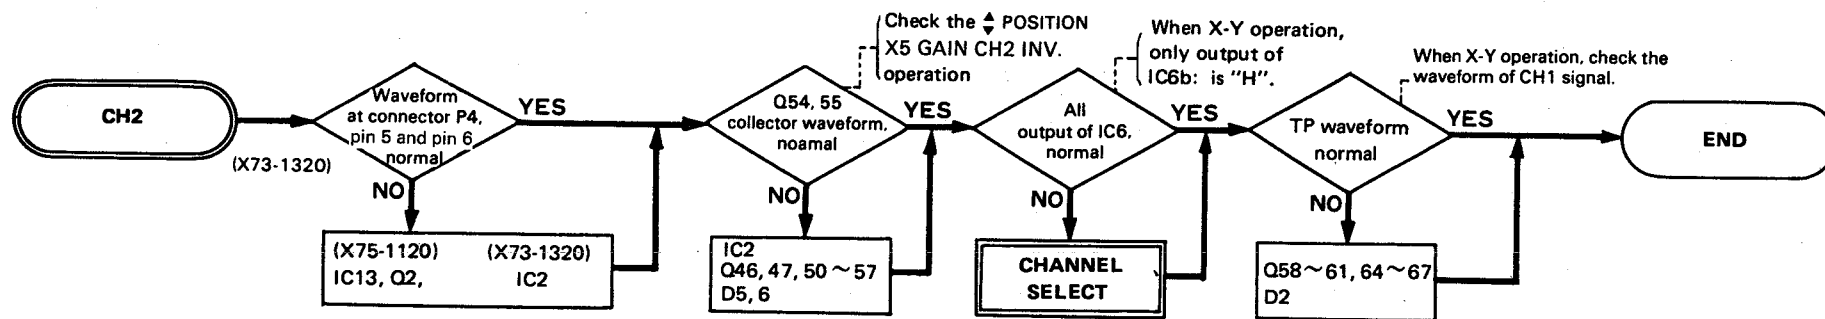 CH2
(X73-1320)
Waveform
at connector P4,
pin 5 and pin 6
normal
YES
NO
(X75-1120) (X73-1320)
IC13, Q2, IC2
Check the ▲▼ POSITION
X5 GAIN CH2 INV.
operation
Q54, 55
collector waveform,
noamal
YES
NO
IC2
Q46, 47, 50 ~ 57
D5, 6
When X-Y operation,
only output of
IC6b: is "H".
All
output of IC6,
normal
YES
NO
CHANNEL
SELECT
When X-Y operation, check the
waveform of CH1 signal.
TP waveform
normal
YES
NO
Q58~61, 64~67
D2
END